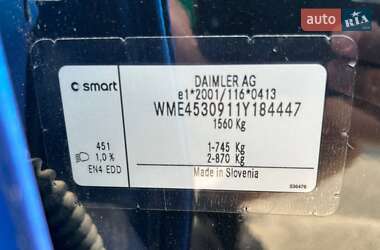 auto RIA
smart
DAIMLER AG
e1*2001/116*0413
WME4530911Y184447
1560 Kg
451
1,0 %
EN4 EDD
1-745 Kg
2-870 Kg
Made in Slovenia